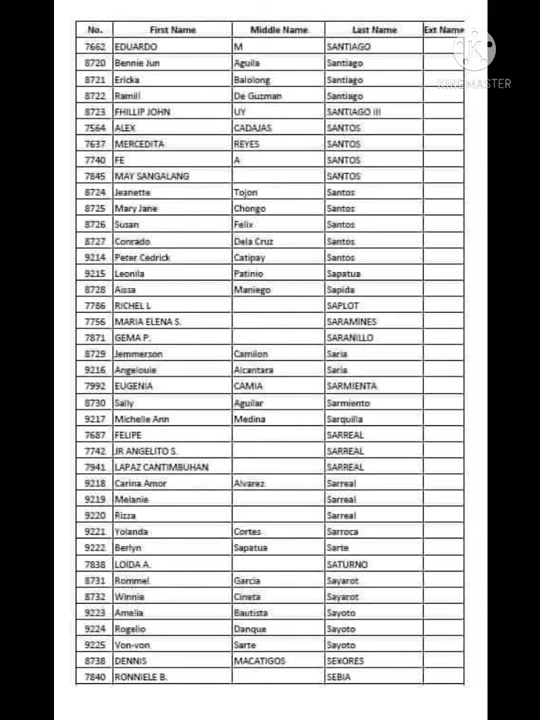 No. First Name Middle Name Last Name Ext Name
7662 EDUARDO M SANTIAGO
8720 Bennie Jun Aguila Santiago
8721 Ericka Balolong Santiago
8722 Ramill De Guzman Santiago
8723 FHILLIP JOHN UY SANTIAGO III
7564 ALEX CADAJAS SANTOS
7637 MERCEDITA REYES SANTOS
7740 FE A SANTOS
7845 MAY SANGALANG SANTOS
8724 Jeanette Tojon Santos
8725 Mary Jane Chongo Santos
8726 Susan Felix Santos
8727 Conrado Dela Cruz Santos
9214 Peter Cedrick Catipay Santos
9215 Leonila Patinio Sapatua
8728 Aissa Maniego Sapida
7786 RICHEL L SAPLOT
7756 MARIA ELENA S. SARAMINES
7871 GEMA P. SARANILLO
8729 Jemmerson Camilon Saria
9216 Angelouie Alcantara Saria
7992 EUGENIA CAMIA SARMIENTA
8730 Sally Aguilar Sarmiento
9217 Michelle Ann Medina Sarquilla
7687 FELIPE SARREAL
7742 JR ANGELITO S. SARREAL
7941 LAPAZ CANTIMBUHAN SARREAL
9218 Carina Amor Alvarez Sarreal
9219 Melanie Sarreal
9220 Rizza Sarreal
9221 Yolanda Cortes Sarroca
9222 Berlyn Sapatua Sarte
7838 LOIDA A. SATURNO
8731 Rommel Garcia Sayarot
8732 Winnie Cineta Sayarot
9223 Amelia Bautista Sayoto
9224 Rogelio Danque Sayoto
9225 Von-von Sarte Sayoto
8738 DENNIS MACATIGOS SE¥ORES
7840 RONNIELE B. SEBIA
KINEMASTER